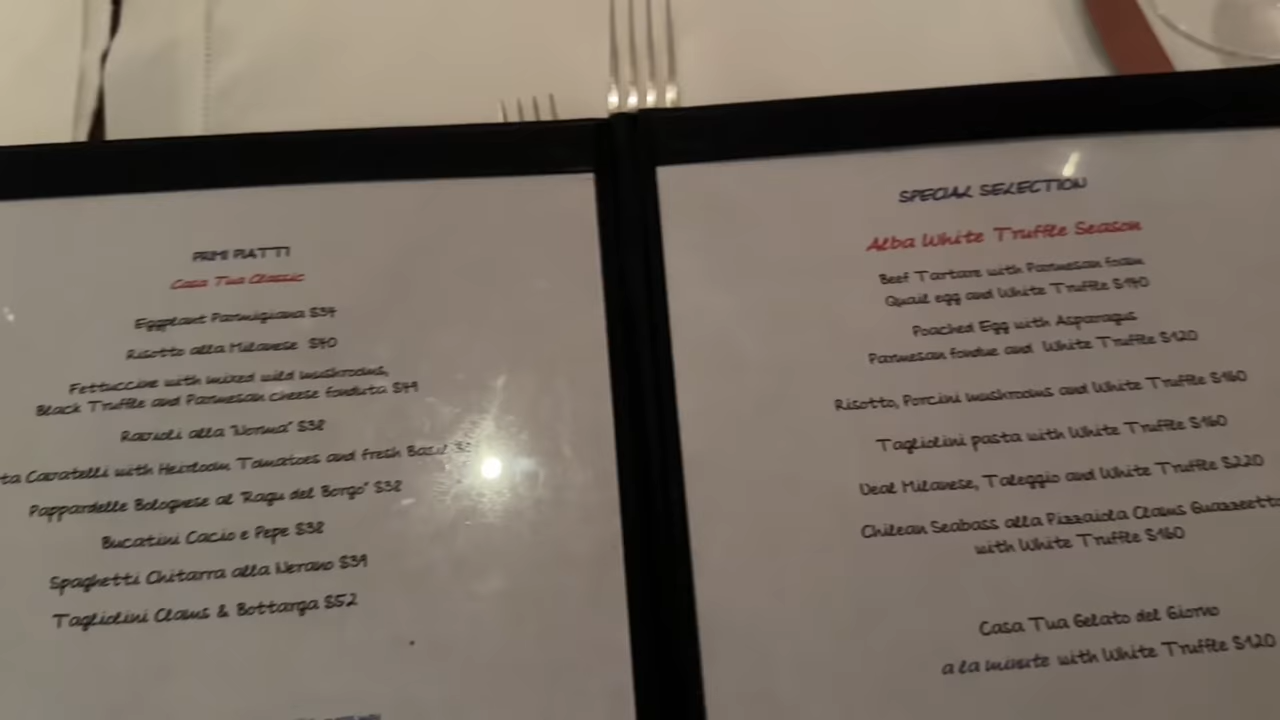 PRIMI PIATTI
Casa Tua Classic
Eggplant Parmigiana $34
Risotto alla Milanese $40
Fettuccine with mixed wild mushrooms,
Black Truffle and Parmesan cheese fonduta $49
Ravioli alla "Norma" $38
Cavatelli with Heirloom Tomatoes and fresh Basil
Pappardelle Bolognese al "Ragu del Borgo" $38
Bucatini Cacio e Pepe $38
Spaghetti Chitarra alla Nerano $39
Tagliolini Clams & Bottarga $52
SPECIAL SELECTION
Alba White Truffle Season
Beef Tartare with Parmesan foam
Quail egg and White Truffle $140
Poached Egg with Asparagus
Parmesan fondue and White Truffle $120
Risotto, Porcini mushrooms and White Truffle $160
Tagliolini pasta with White Truffle $160
Veal Milanese, Taleggio and White Truffle $220
Chilean Seabass alla Pizzaiola Clams Guazzetto
with White Truffle $160
Casa Tua Gelato del Giorno
a la minute with White Truffle $120